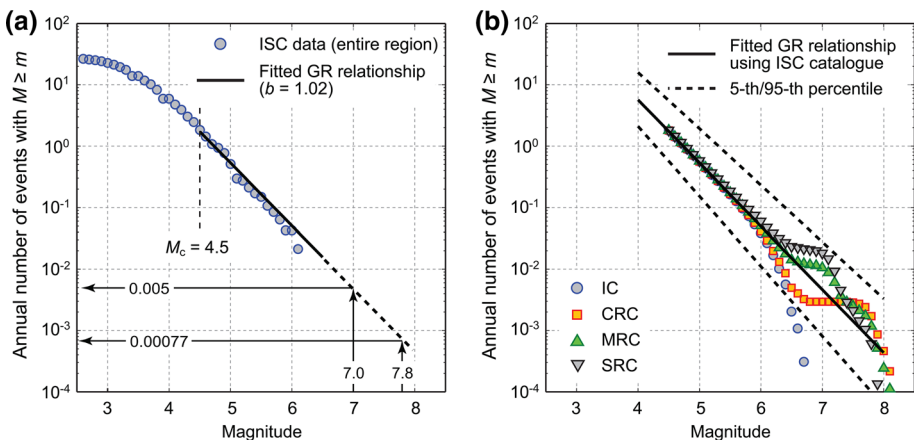 (a)
Annual number of events with M ≥ m
10^2
10^1
10^0
10^-1
10^-2
10^-3
10^-4
ISC data (entire region)
Fitted GR relationship
(b = 1.02)
M_c = 4.5
0.005
0.00077
7.0
7.8
3 4 5 6 7 8
Magnitude
(b)
Annual number of events with M ≥ m
10^2
10^1
10^0
10^-1
10^-2
10^-3
10^-4
Fitted GR relationship
using ISC catalogue
5-th/95-th percentile
IC
CRC
MRC
SRC
3 4 5 6 7 8
Magnitude